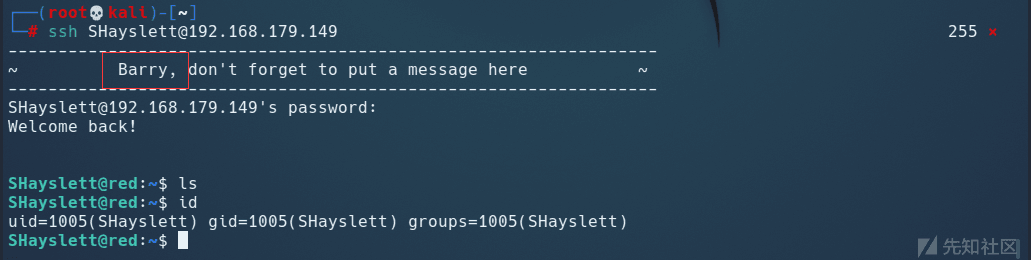 ┌──(root💀kali)-[~]
└─# ssh SHayslett@192.168.179.149 255 ⨯
-----------------------------------------------------------------
~ Barry, don't forget to put a message here ~
-----------------------------------------------------------------
SHayslett@192.168.179.149's password:
Welcome back!
SHayslett@red:~$ ls
SHayslett@red:~$ id
uid=1005(SHayslett) gid=1005(SHayslett) groups=1005(SHayslett)
SHayslett@red:~$
先知社区